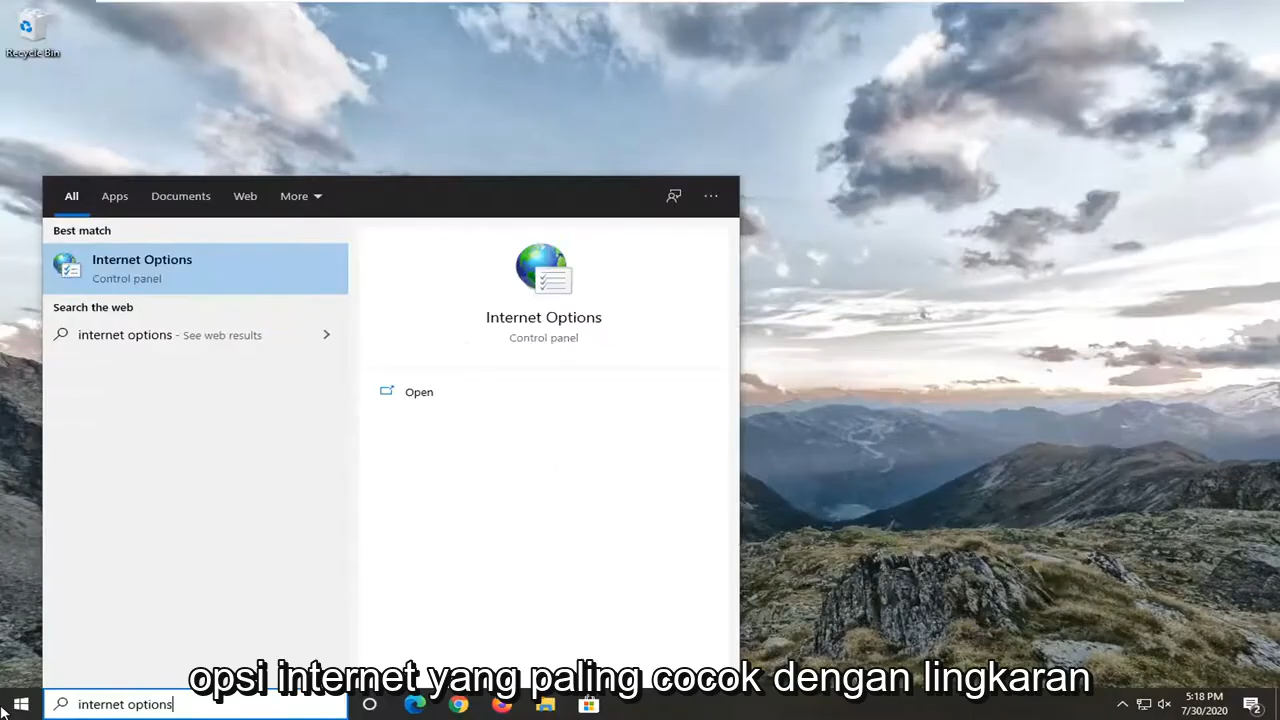 Recycle Bin
All Apps Documents Web More ...
Best match
Internet Options
Control panel
Search the web
internet options - See web results
Internet Options
Control panel
Open
opsi internet yang paling cocok dengan lingkaran
internet options
5:18 PM
7/30/2020
2